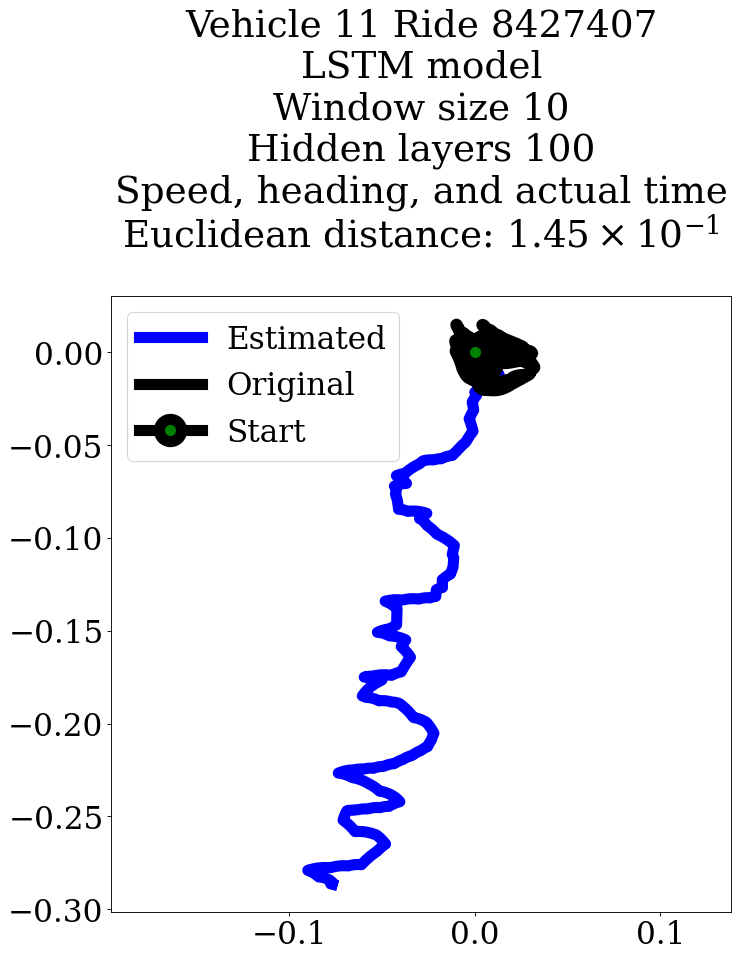 Vehicle 11 Ride 8427407
LSTM model
Window size 10
Hidden layers 100
Speed, heading, and actual time
Euclidean distance: 1.45 × 10⁻¹
Estimated
Original
Start
0.00
−0.05
−0.10
−0.15
−0.20
−0.25
−0.30
−0.1
0.0
0.1